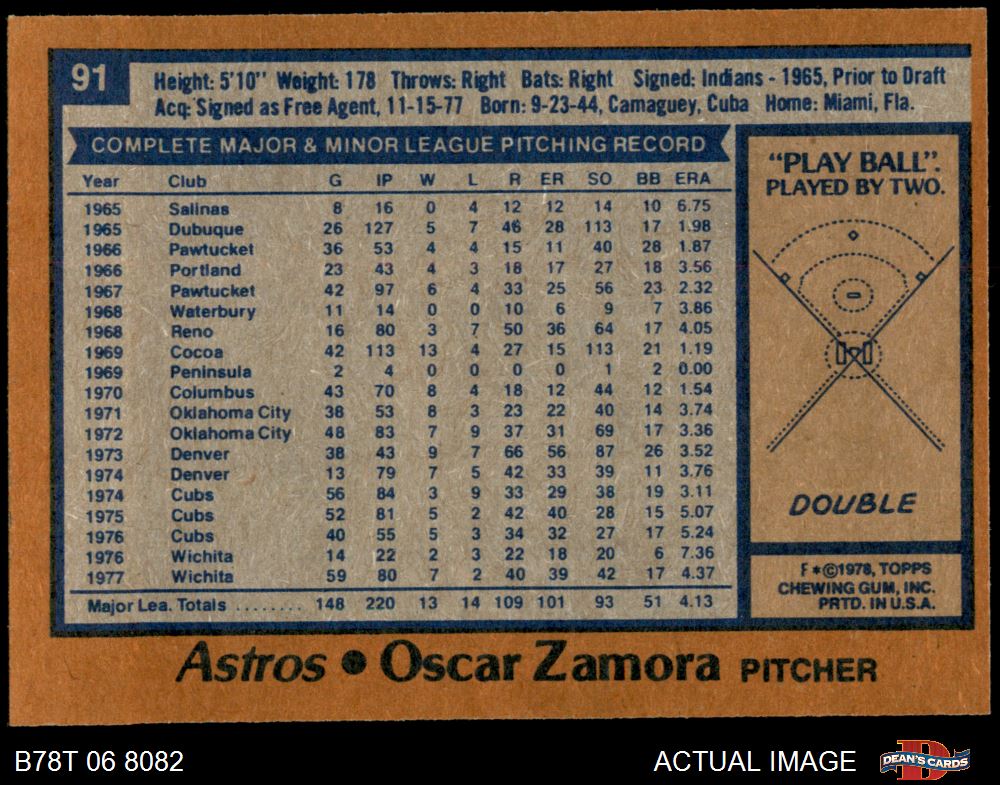 91
Height: 5'10'' Weight: 178 Throws: Right Bats: Right Signed: Indians - 1965, Prior to Draft
Acq: Signed as Free Agent, 11-15-77 Born: 9-23-44, Camaguey, Cuba Home: Miami, Fla.
COMPLETE MAJOR & MINOR LEAGUE PITCHING RECORD
Year Club G IP W L R ER SO BB ERA
1965 Salinas 8 16 0 4 12 12 14 10 6.75
1965 Dubuque 26 127 5 7 46 28 113 17 1.98
1966 Pawtucket 36 53 4 4 15 11 40 28 1.87
1966 Portland 23 43 4 3 18 17 27 18 3.56
1967 Pawtucket 42 97 6 4 33 25 56 23 2.32
1968 Waterbury 11 14 0 0 10 6 9 7 3.86
1968 Reno 16 80 3 7 50 36 64 17 4.05
1969 Cocoa 42 113 13 4 27 15 113 21 1.19
1969 Peninsula 2 4 0 0 0 0 1 2 0.00
1970 Columbus 43 70 8 4 18 12 44 12 1.54
1971 Oklahoma City 38 53 8 3 23 22 40 14 3.74
1972 Oklahoma City 48 83 7 9 37 31 69 17 3.36
1973 Denver 38 43 9 7 66 56 87 26 3.52
1974 Denver 13 79 7 5 42 33 39 11 3.76
1974 Cubs 56 84 3 9 33 29 38 19 3.11
1975 Cubs 52 81 5 2 42 40 28 15 5.07
1976 Cubs 40 55 5 3 34 32 27 17 5.24
1976 Wichita 14 22 2 3 22 18 20 6 7.36
1977 Wichita 59 80 7 2 40 39 42 17 4.37
Major Lea. Totals ........ 148 220 13 14 109 101 93 51 4.13
"PLAY BALL".
PLAYED BY TWO.
DOUBLE
F *©1978, TOPPS
CHEWING GUM, INC.
PRTD. IN U.S.A.
Astros • Oscar Zamora PITCHER
B78T 06 8082 ACTUAL IMAGE
D
DEAN'S CARDS